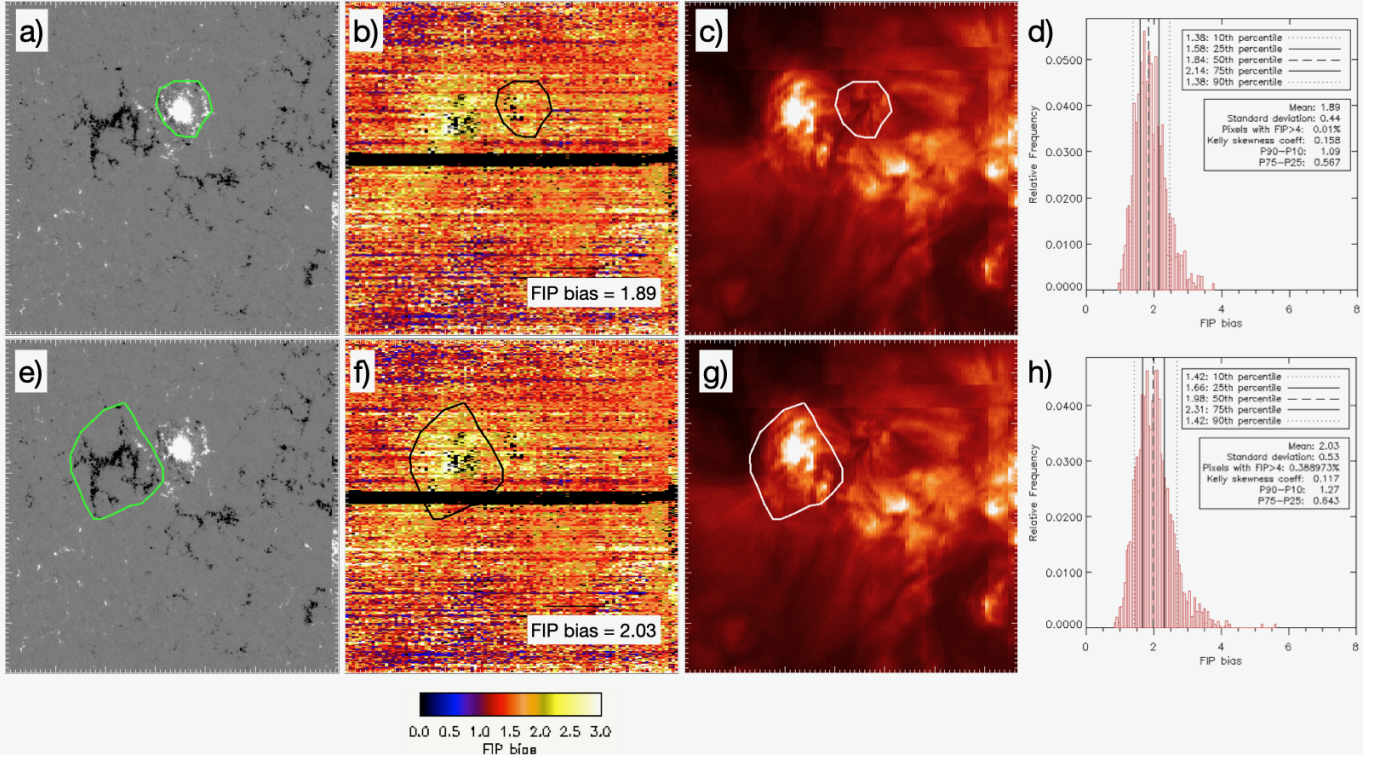 a)
b)
FIP bias = 1.89
c)
d)
0.0500
0.0400
0.0300
0.0200
0.0100
0.0000
Relative Frequency
1.38: 10th percentile
1.58: 25th percentile
1.84: 50th percentile
2.14: 75th percentile
1.38: 90th percentile
Mean: 1.89
Standard deviation: 0.44
Pixels with FIP>4: 0.01%
Kelly skewness coeff: 0.158
P90-P10: 1.09
P75-P25: 0.567
0 2 4 6 8
FIP bias
e)
f)
FIP bias = 2.03
g)
h)
0.0400
0.0300
0.0200
0.0100
0.0000
Relative Frequency
1.42: 10th percentile
1.66: 25th percentile
1.98: 50th percentile
2.31: 75th percentile
1.42: 90th percentile
Mean: 2.03
Standard deviation: 0.53
Pixels with FIP>4: 0.388973%
Kelly skewness coeff: 0.117
P90-P10: 1.27
P75-P25: 0.643
0 2 4 6 8
FIP bias
0.0 0.5 1.0 1.5 2.0 2.5 3.0
FIP bias